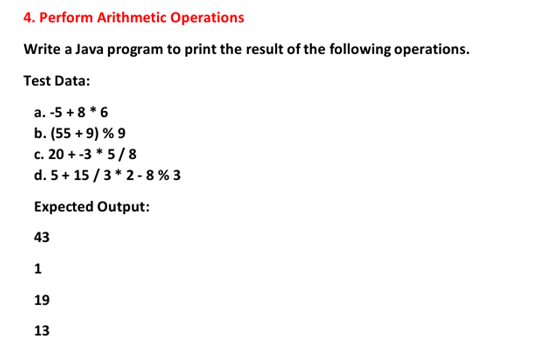 4. Perform Arithmetic Operations
Write a Java program to print the result of the following operations.
Test Data:
a. -5 + 8 * 6
b. (55 + 9) % 9
c. 20 + -3 * 5 / 8
d. 5 + 15 / 3 * 2 - 8 % 3
Expected Output:
43
1
19
13